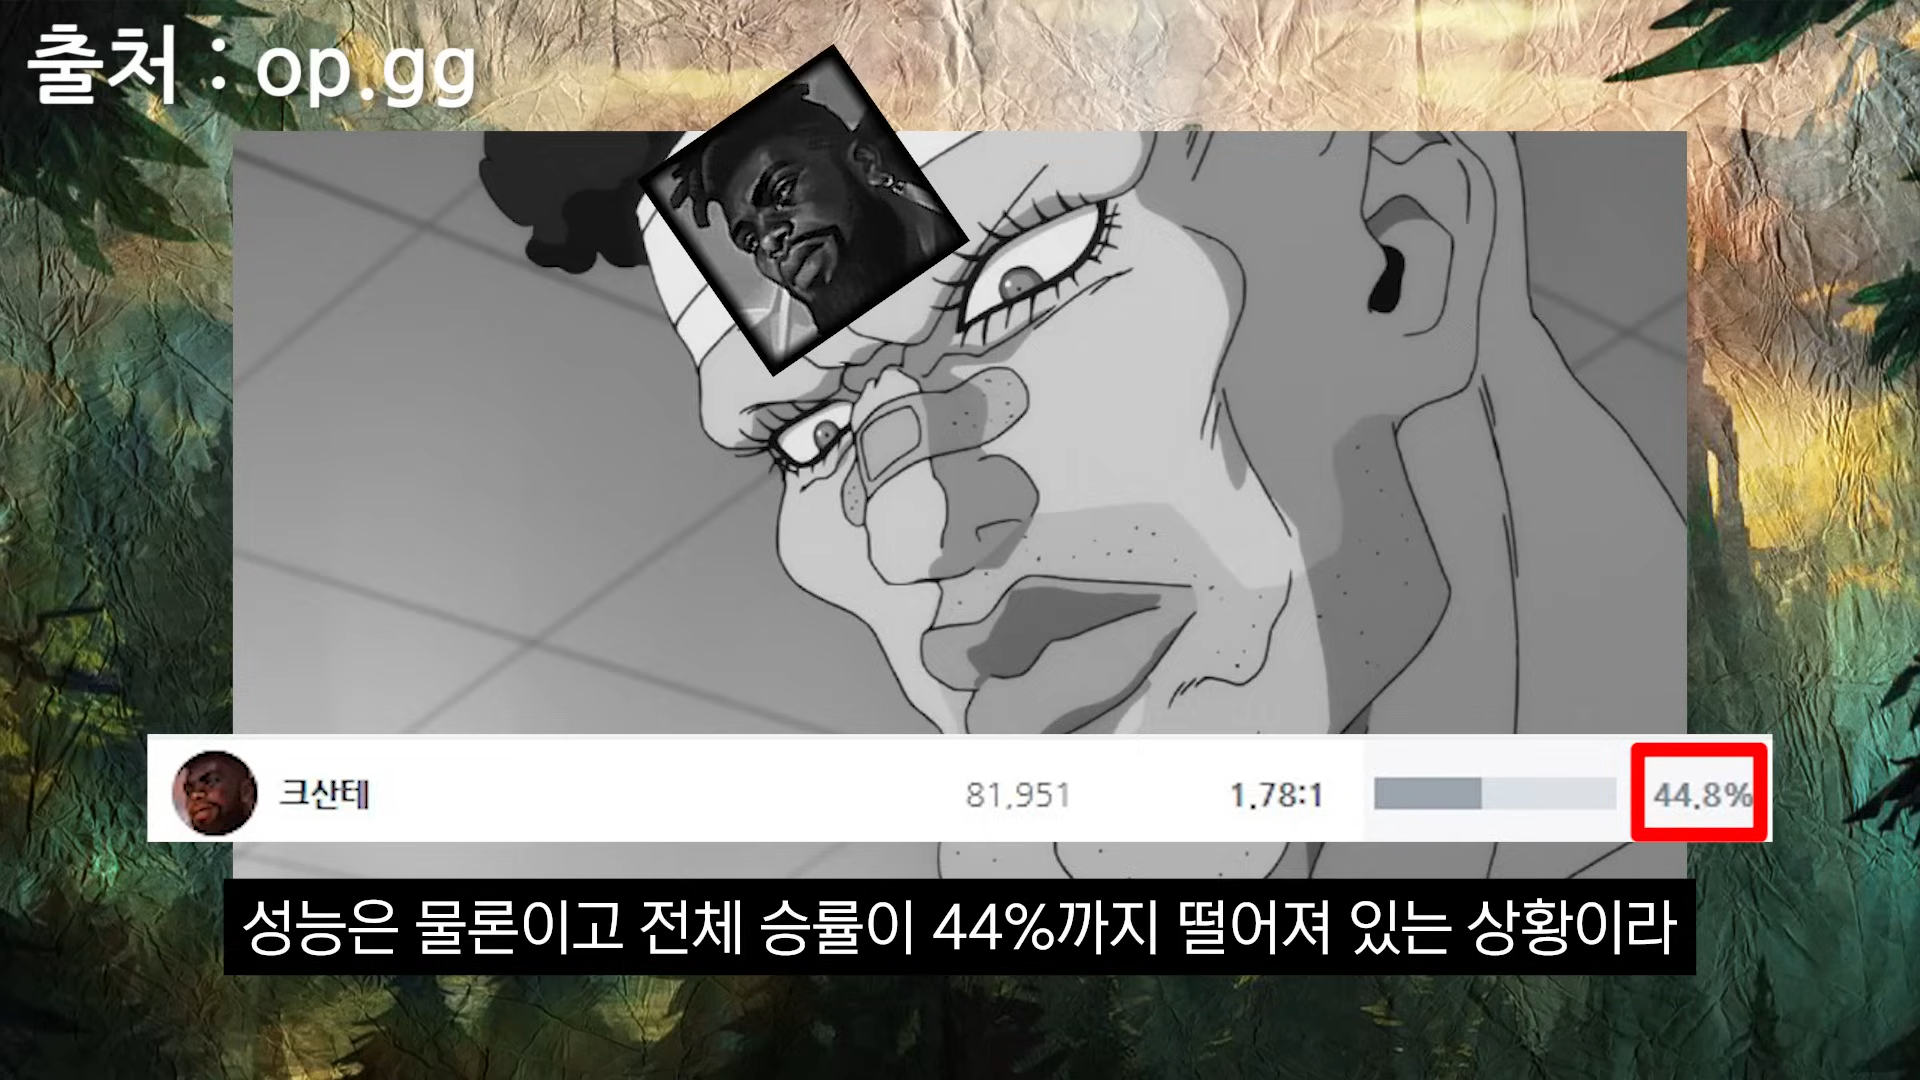 출처 : op.gg
크산테 81,951 1.78:1 44.8%
성능은 물론이고 전체 승률이 44%까지 떨어져 있는 상황이라